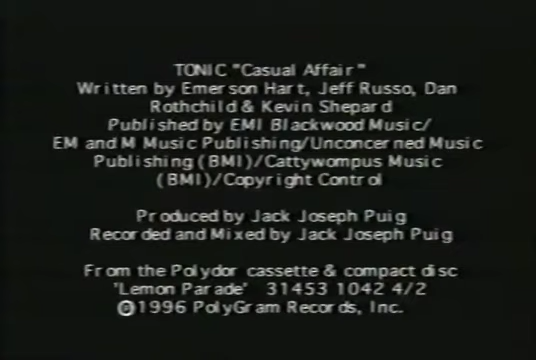 TONIC "Casual Affair"
Written by Emerson Hart, Jeff Russo, Dan
Rothchild & Kevin Shepard
Published by EMI Blackwood Music/
EM and M Music Publishing/Unconcerned Music
Publishing (BMI)/Cattywompus Music
(BMI)/Copyright Control
Produced by Jack Joseph Puig
Recorded and Mixed by Jack Joseph Puig
From the Polydor cassette & compact disc
"Lemon Parade" 31453 1042 4/2
©1996 PolyGram Records, Inc.